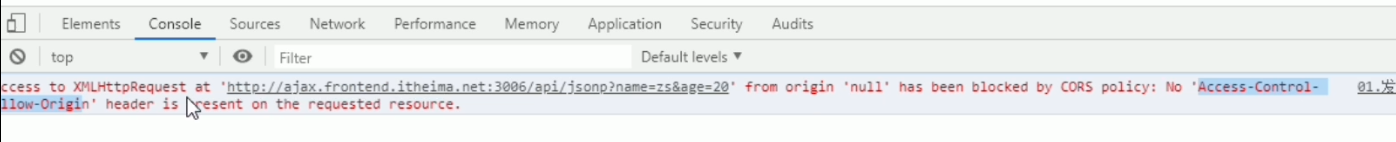 Elements Console Sources Network Performance Memory Application Security Audits
top Filter Default levels
ccess to XMLHttpRequest at 'http://ajax.frontend.itheima.net:3006/api/jsonp?name=zs&age=20' from origin 'null' has been blocked by CORS policy: No 'Access-Control- 01.发
llow-Origin' header is present on the requested resource.